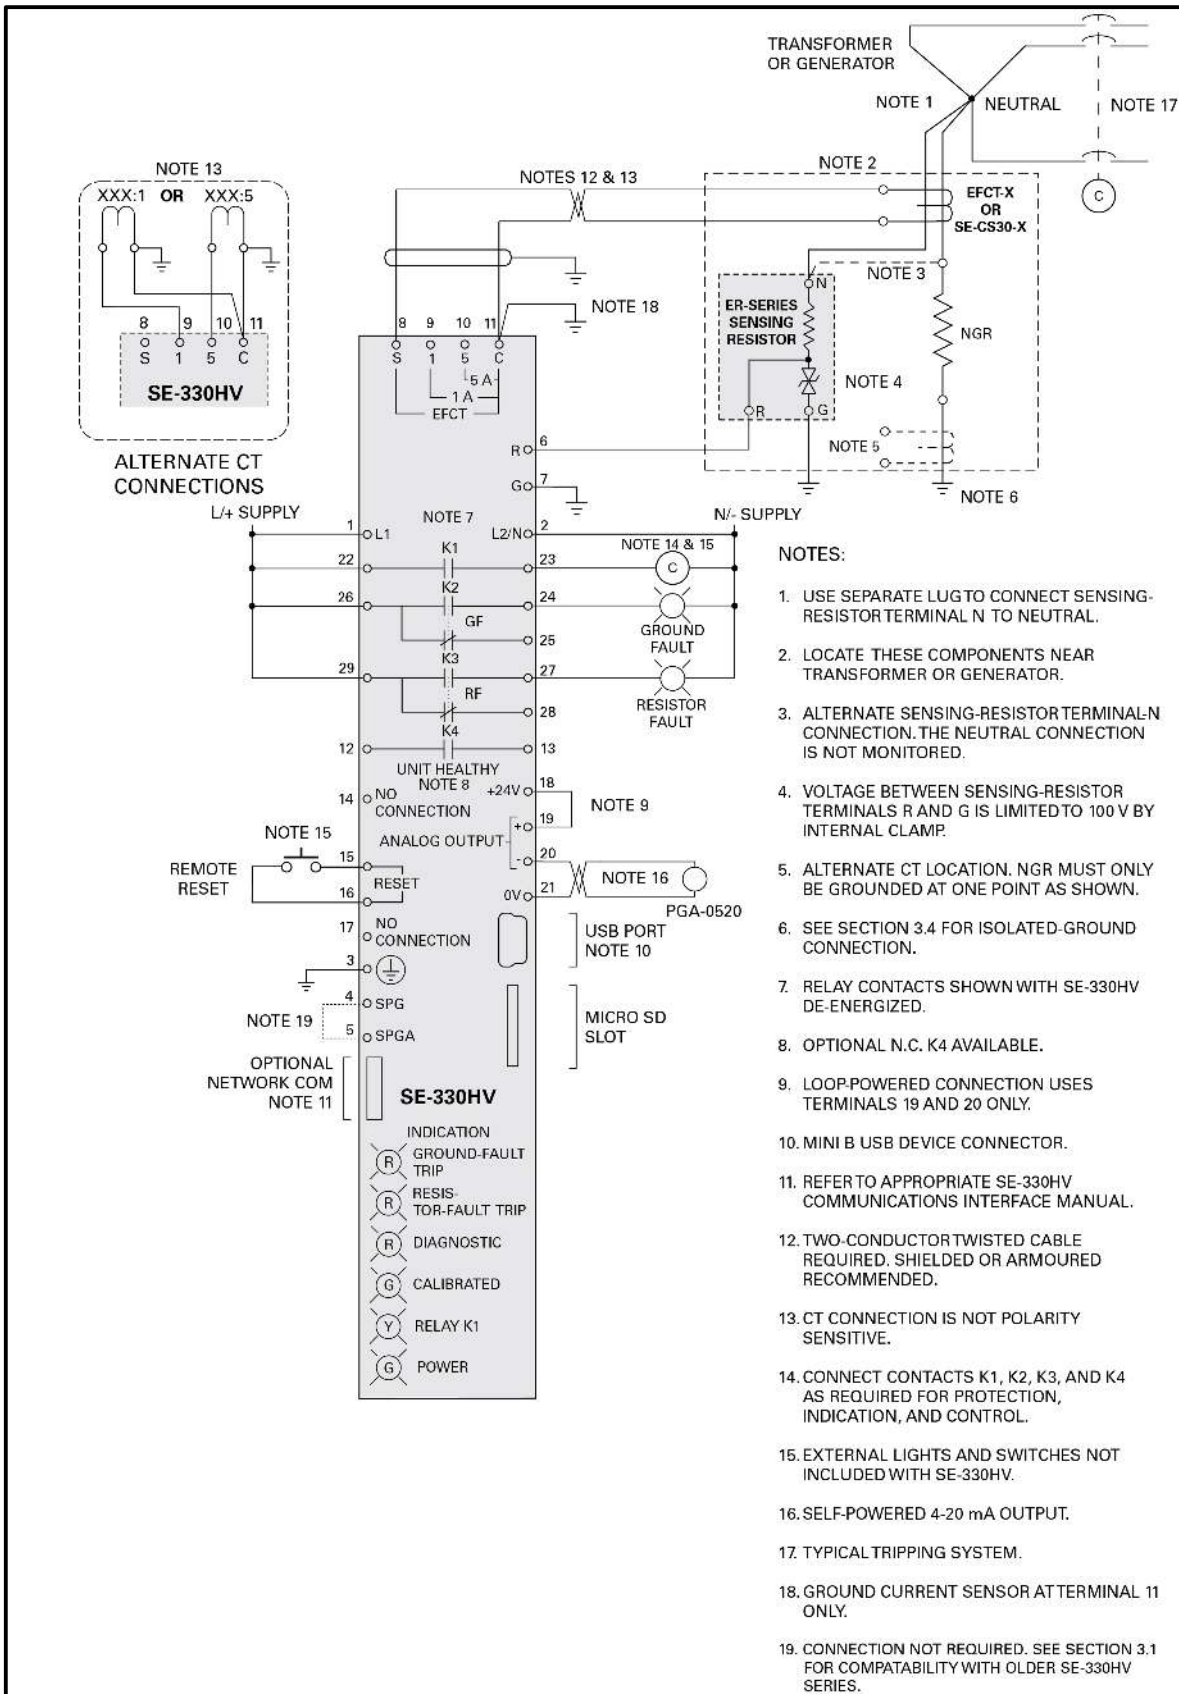 TRANSFORMER
OR GENERATOR
NOTE 1
NEUTRAL
NOTE 17
C
NOTE 13
XXX:1 OR XXX:5
8 9 10 11
S 1 5 C
SE-330HV
ALTERNATE CT
CONNECTIONS
NOTES 12 & 13
NOTE 2
EFCT-X
OR
SE-CS30-X
NOTE 3
N
ER-SERIES
SENSING
RESISTOR
NGR
NOTE 4
R
G
NOTE 5
NOTE 6
NOTE 18
8 9 10 11
S 1 5 C
5 A
1 A
EFCT
R 6
G 7
L/+ SUPPLY
N/- SUPPLY
1 L1
NOTE 7
L2/N 2
22
K1
23
NOTE 14 & 15
C
26
K2
24
GF
25
GROUND
FAULT
29
K3
27
RF
28
RESISTOR
FAULT
12
K4
13
UNIT HEALTHY
NOTE 8
14 NO
CONNECTION
+24V 18
NOTE 9
+ 19
ANALOG OUTPUT
- 20
NOTE 16
0V 21
PGA-0520
NOTE 15
REMOTE
RESET
15
RESET
16
17 NO
CONNECTION
USB PORT
NOTE 10
3
4 SPG
NOTE 19
5 SPGA
MICRO SD
SLOT
OPTIONAL
NETWORK COM
NOTE 11
SE-330HV
INDICATION
R GROUND-FAULT
TRIP
R RESIS-
TOR-FAULT TRIP
R DIAGNOSTIC
G CALIBRATED
Y RELAY K1
G POWER
NOTES:
1. USE SEPARATE LUG TO CONNECT SENSING-
RESISTOR TERMINAL N TO NEUTRAL.
2. LOCATE THESE COMPONENTS NEAR
TRANSFORMER OR GENERATOR.
3. ALTERNATE SENSING-RESISTOR TERMINAL-N
CONNECTION. THE NEUTRAL CONNECTION
IS NOT MONITORED.
4. VOLTAGE BETWEEN SENSING-RESISTOR
TERMINALS R AND G IS LIMITED TO 100 V BY
INTERNAL CLAMP.
5. ALTERNATE CT LOCATION. NGR MUST ONLY
BE GROUNDED AT ONE POINT AS SHOWN.
6. SEE SECTION 3.4 FOR ISOLATED-GROUND
CONNECTION.
7. RELAY CONTACTS SHOWN WITH SE-330HV
DE-ENERGIZED.
8. OPTIONAL N.C. K4 AVAILABLE.
9. LOOP-POWERED CONNECTION USES
TERMINALS 19 AND 20 ONLY.
10. MINI B USB DEVICE CONNECTOR.
11. REFER TO APPROPRIATE SE-330HV
COMMUNICATIONS INTERFACE MANUAL.
12. TWO-CONDUCTOR TWISTED CABLE
REQUIRED. SHIELDED OR ARMOURED
RECOMMENDED.
13. CT CONNECTION IS NOT POLARITY
SENSITIVE.
14. CONNECT CONTACTS K1, K2, K3, AND K4
AS REQUIRED FOR PROTECTION,
INDICATION, AND CONTROL.
15. EXTERNAL LIGHTS AND SWITCHES NOT
INCLUDED WITH SE-330HV.
16. SELF-POWERED 4-20 mA OUTPUT.
17. TYPICAL TRIPPING SYSTEM.
18. GROUND CURRENT SENSOR AT TERMINAL 11
ONLY.
19. CONNECTION NOT REQUIRED. SEE SECTION 3.1
FOR COMPATABILITY WITH OLDER SE-330HV
SERIES.